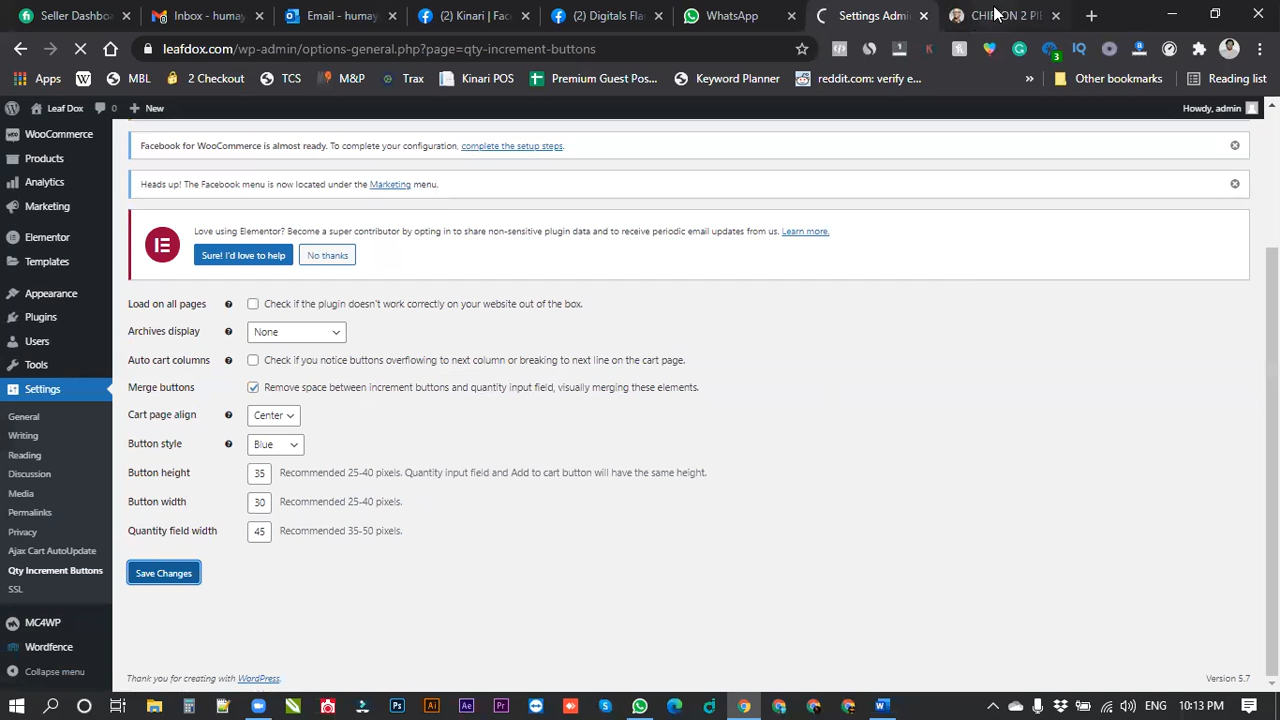 Seller Dashbo
Inbox - humay
Email - humay
(2) Kinari | Fac
(2) Digitals Fla
WhatsApp
Settings Admi
CHIFFON 2 PIE
leafdox.com/wp-admin/options-general.php?page=qty-increment-buttons
Apps
MBL
2 Checkout
TCS
M&P
Trax
Kinari POS
Premium Guest Pos...
Keyword Planner
reddit.com: verify e...
»
Other bookmarks
Reading list
Leaf Dox
0
New
Howdy, admin
WooCommerce
Products
Analytics
Marketing
Elementor
Templates
Appearance
Plugins
Users
Tools
Settings
General
Writing
Reading
Discussion
Media
Permalinks
Privacy
Ajax Cart AutoUpdate
Qty Increment Buttons
SSL
MC4WP
Wordfence
Collapse menu
Facebook for WooCommerce is almost ready. To complete your configuration, complete the setup steps.
Heads up! The Facebook menu is now located under the Marketing menu.
Love using Elementor? Become a super contributor by opting in to share non-sensitive plugin data and to receive periodic email updates from us. Learn more.
Sure! I'd love to help
No thanks
Load on all pages
Check if the plugin doesn't work correctly on your website out of the box.
Archives display
None
Auto cart columns
Check if you notice buttons overflowing to next column or breaking to next line on the cart page.
Merge buttons
Remove space between increment buttons and quantity input field, visually merging these elements.
Cart page align
Center
Button style
Blue
Button height
35
Recommended 25-40 pixels. Quantity input field and Add to cart button will have the same height.
Button width
30
Recommended 25-40 pixels.
Quantity field width
45
Recommended 35-50 pixels.
Save Changes
Thank you for creating with WordPress.
Version 5.7
10:13 PM